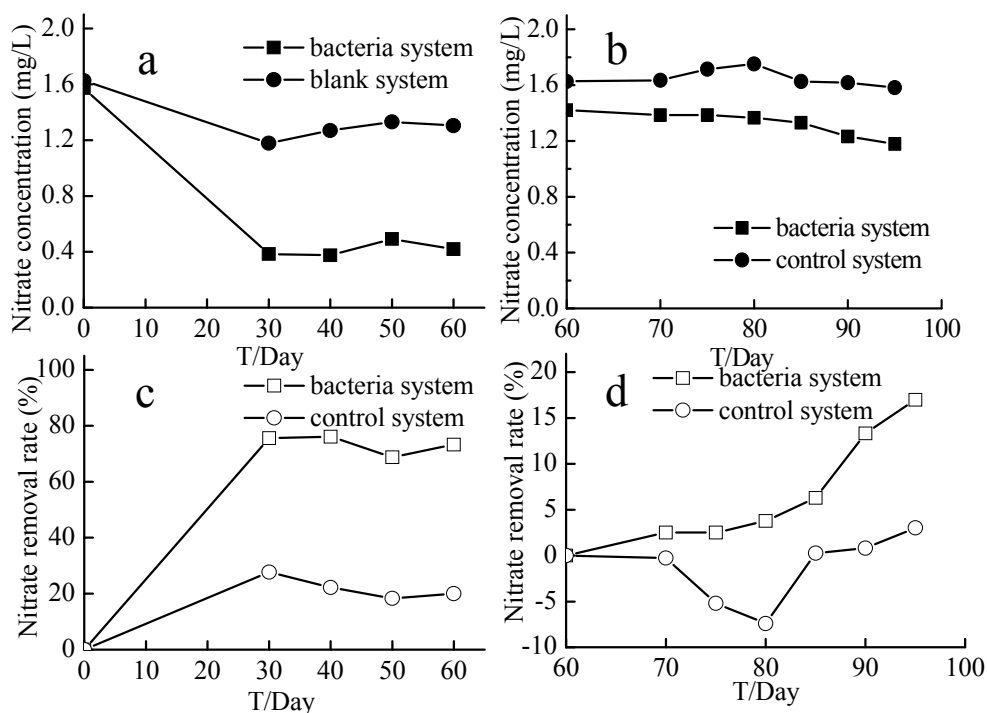 Nitrate concentration (mg/L)
2.0
1.6
1.2
0.8
0.4
0.0
a
bacteria system
blank system
0 10 20 30 40 50 60
T/Day
Nitrate concentration (mg/L)
2.0
1.6
1.2
0.8
0.4
0.0
b
bacteria system
control system
60 70 80 90 100
T/Day
Nitrate removal rate (%)
100
80
60
40
20
0
c
bacteria system
control system
0 10 20 30 40 50 60
T/Day
Nitrate removal rate (%)
20
15
10
5
0
-5
-10
d
bacteria system
control system
60 70 80 90 100
T/Day